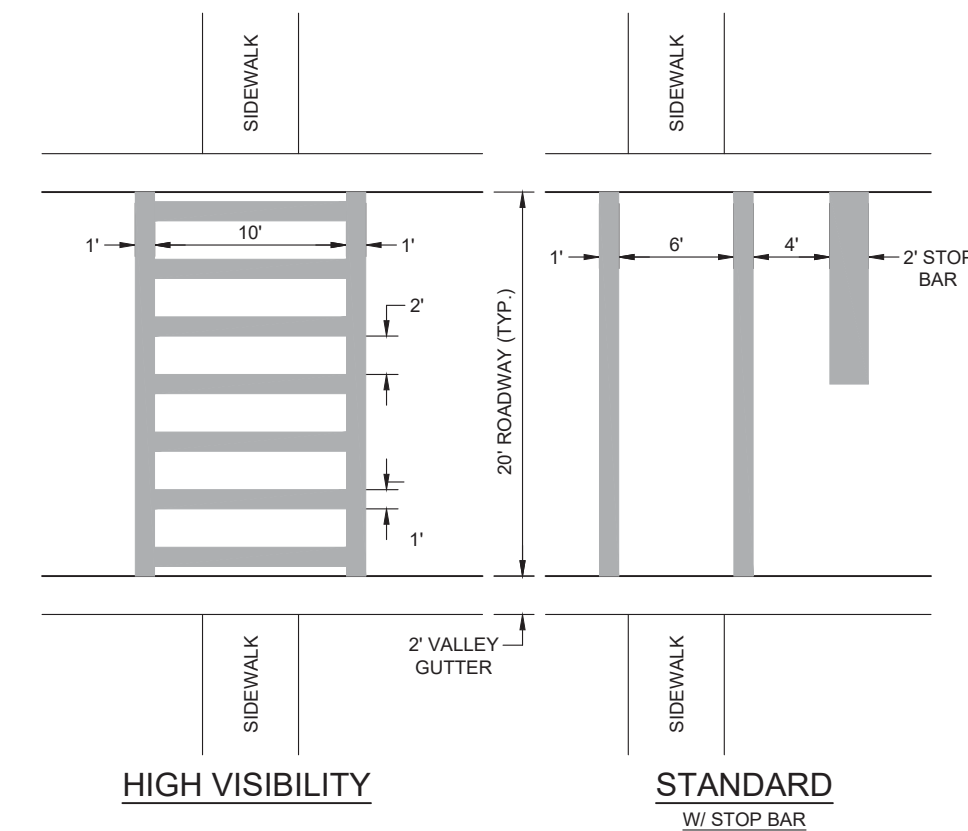 SIDEWALK
SIDEWALK
1'
10'
1'
2'
1'
20' ROADWAY (TYP.)
1'
6'
4'
2' STOP
BAR
2' VALLEY
GUTTER
SIDEWALK
SIDEWALK
HIGH VISIBILITY
STANDARD
W/ STOP BAR